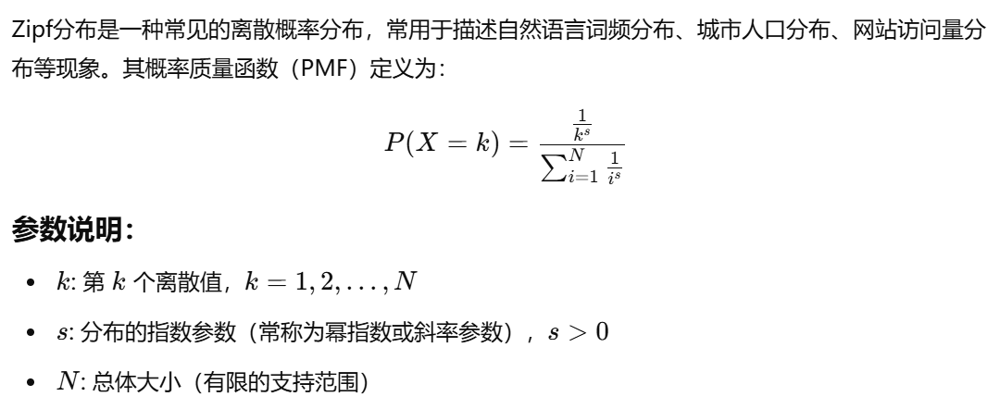 Zipf分布是一种常见的离散概率分布，常用于描述自然语言词频分布、城市人口分布、网站访问量分
布等现象。其概率质量函数（PMF）定义为：
P(X = k) = \frac{\frac{1}{k^s}}{\sum_{i=1}^{N} \frac{1}{i^s}}
参数说明：
• k: 第 k 个离散值，k = 1, 2, . . . , N
• s: 分布的指数参数（常称为幂指数或斜率参数），s > 0
• N: 总体大小（有限的支持范围）